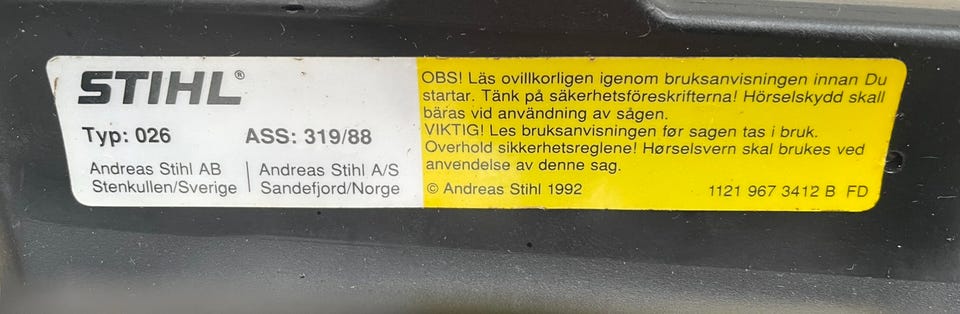 STIHL®
Typ: 026 ASS: 319/88
Andreas Stihl AB
Stenkullen/Sverige
Andreas Stihl A/S
Sandefjord/Norge
OBS! Läs ovillkorligen igenom bruksanvisningen innan Du
startar. Tänk på säkerhetsföreskrifterna! Hörselskydd skall
bäras vid användning av sågen.
VIKTIG! Les bruksanvisningen før sagen tas i bruk.
Overhold sikkerhetsreglene! Hørselsvern skal brukes ved
anvendelse av denne sag.
© Andreas Stihl 1992 1121 967 3412 B FD